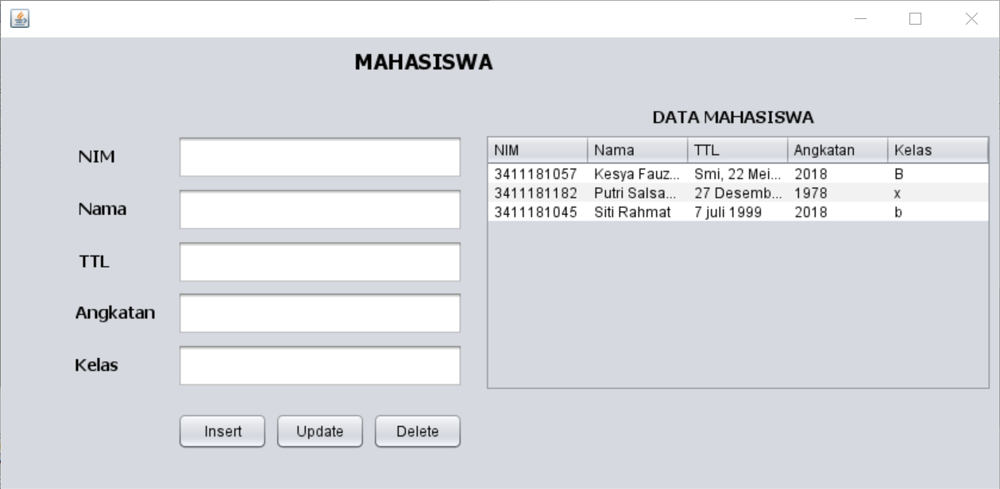 MAHASISWA
NIM
Nama
TTL
Angkatan
Kelas
Insert Update Delete
DATA MAHASISWA
NIM Nama TTL Angkatan Kelas
3411181057 Kesya Fauz... Smi, 22 Mei... 2018 B
3411181182 Putri Salsa... 27 Desemb... 1978 x
3411181045 Siti Rahmat 7 juli 1999 2018 b